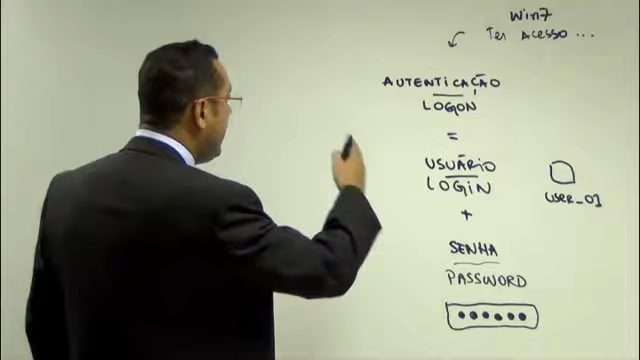 Win7
Ter Acesso ...
AUTENTICAÇÃO
LOGON
=
USUÁRIO
LOGIN
user_01
+
SENHA
PASSWORD
••••••